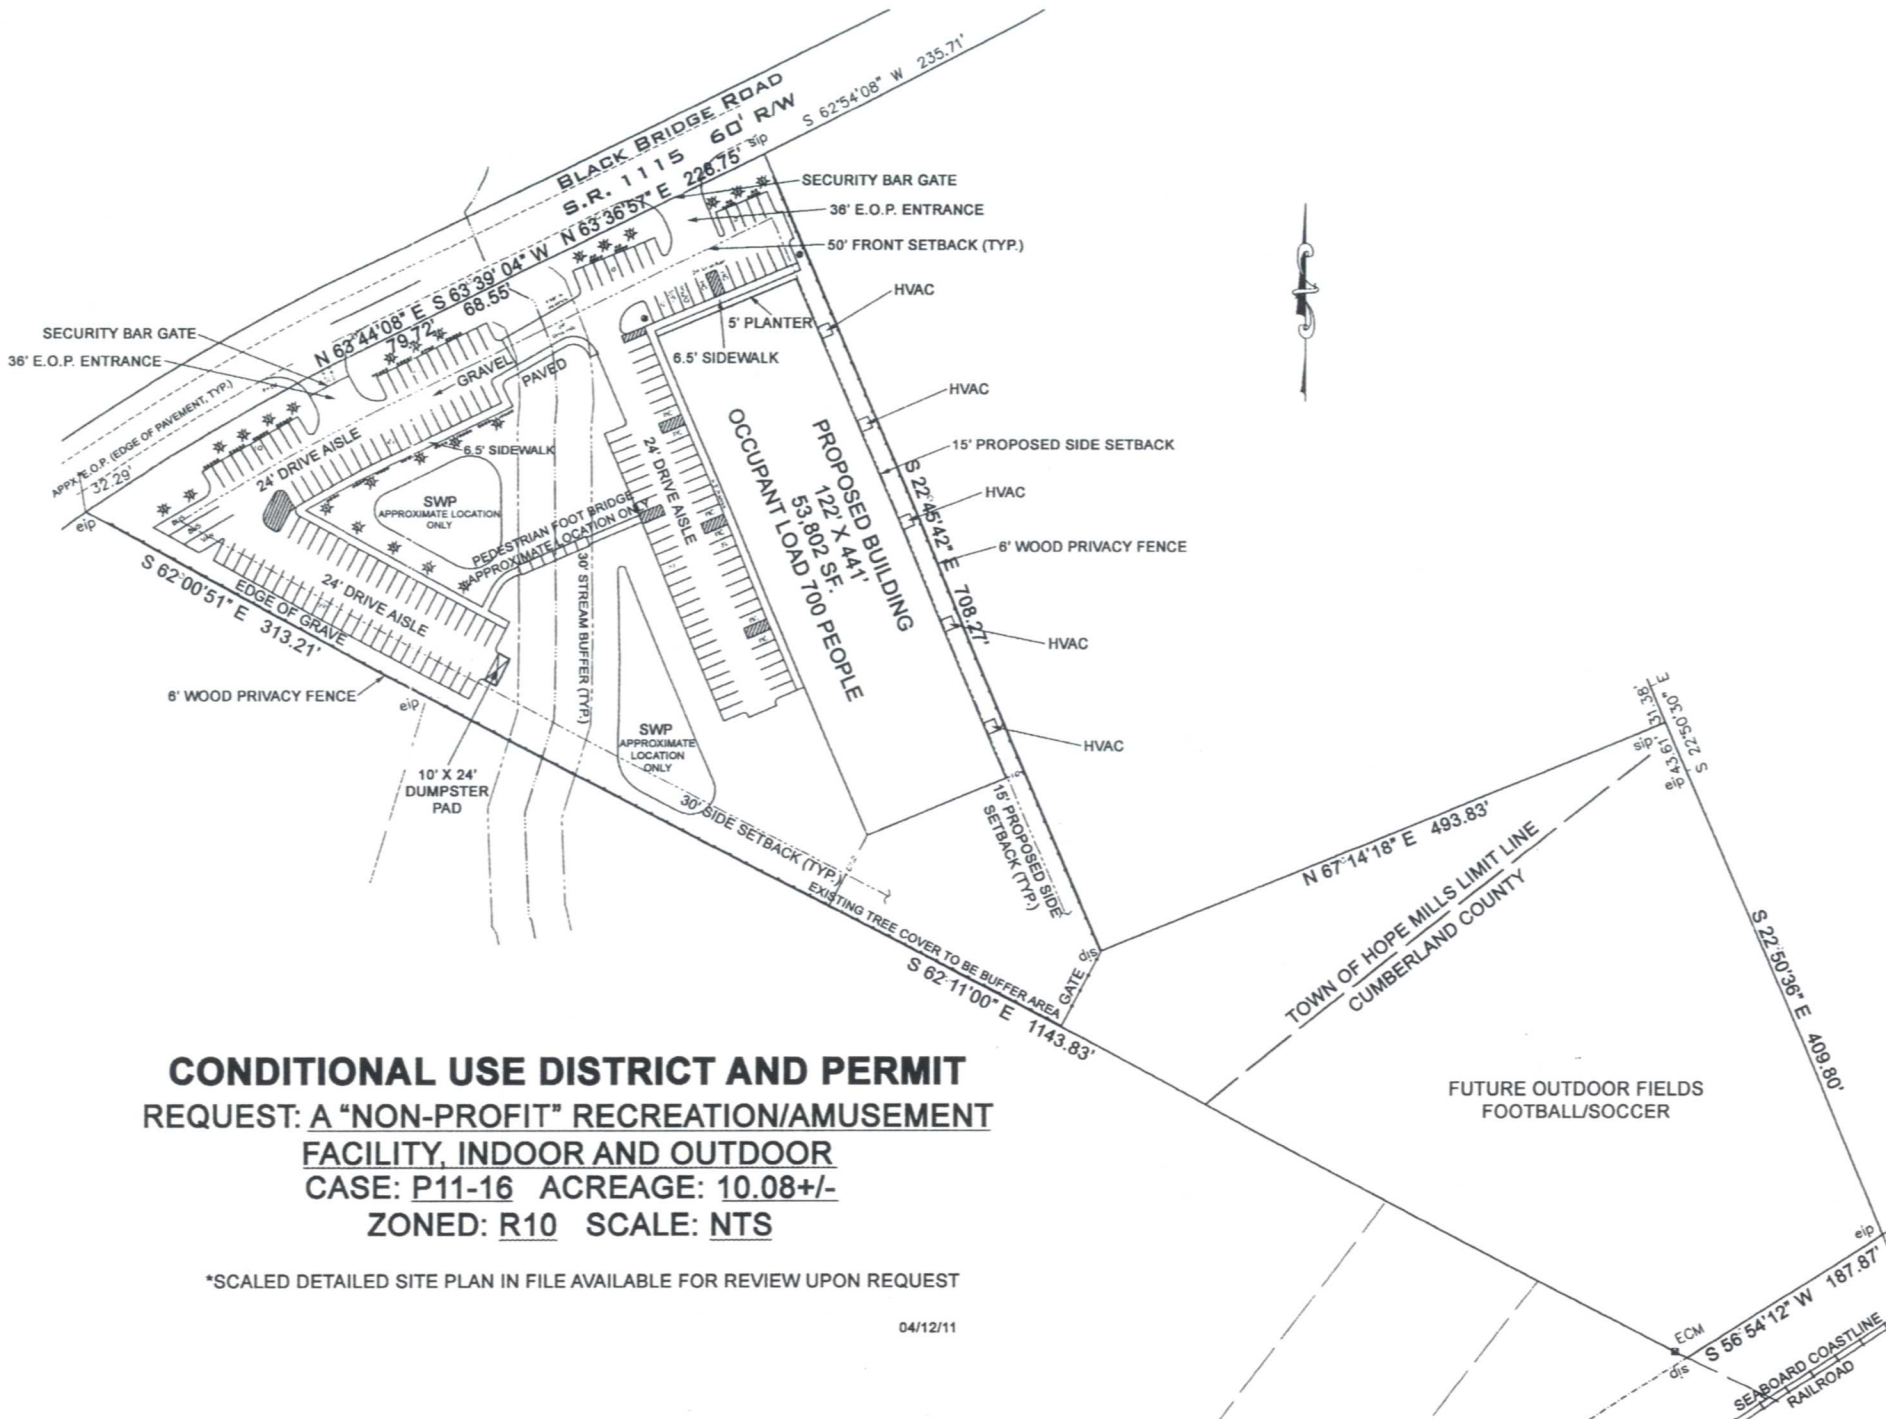 BLACK BRIDGE ROAD
S.R. 1115 60' R/W
S 62°54'08" W 235.71'
sip
N 63°36'57" E 226.75'
S 63°39'04" W
68.55'
N 63°44'08" E
79.72'
SECURITY BAR GATE
36' E.O.P. ENTRANCE
50' FRONT SETBACK (TYP.)
HVAC
5' PLANTER
6.5' SIDEWALK
SECURITY BAR GATE
36' E.O.P. ENTRANCE
APPX. E.O.P. (EDGE OF PAVEMENT, TYP.)
32.29'
eip
GRAVEL
PAVED
24' DRIVE AISLE
6.5' SIDEWALK
SWP
APPROXIMATE LOCATION
ONLY
PEDESTRIAN FOOT BRIDGE
APPROXIMATE LOCATION ONLY
24' DRIVE AISLE
PROPOSED BUILDING
122' X 441'
53,802 SF.
OCCUPANT LOAD 700 PEOPLE
HVAC
15' PROPOSED SIDE SETBACK
HVAC
S 22°45'42" E 708.27'
6' WOOD PRIVACY FENCE
HVAC
HVAC
24' DRIVE AISLE
EDGE OF GRAVE
S 62°00'51" E 313.21'
6' WOOD PRIVACY FENCE
eip
30' STREAM BUFFER (TYP.)
10' X 24'
DUMPSTER
PAD
SWP
APPROXIMATE
LOCATION
ONLY
30' SIDE SETBACK (TYP.)
15' PROPOSED SIDE
SETBACK (TYP.)
EXISTING TREE COVER TO BE BUFFER AREA
S 62°11'00" E 1143.83'
GATE
sip
N 67°14'18" E 493.83'
TOWN OF HOPE MILLS LIMIT LINE
CUMBERLAND COUNTY
31.38'
S 22°50'30" E
sip
43.61'
eip
S 22°50'36" E 409.80'
FUTURE OUTDOOR FIELDS
FOOTBALL/SOCCER
eip
S 56°54'12" W 187.87'
ECM
sip
SEABOARD COASTLINE
RAILROAD
CONDITIONAL USE DISTRICT AND PERMIT
REQUEST: A “NON-PROFIT” RECREATION/AMUSEMENT
FACILITY, INDOOR AND OUTDOOR
CASE: P11-16 ACREAGE: 10.08+/-
ZONED: R10 SCALE: NTS
*SCALED DETAILED SITE PLAN IN FILE AVAILABLE FOR REVIEW UPON REQUEST
04/12/11